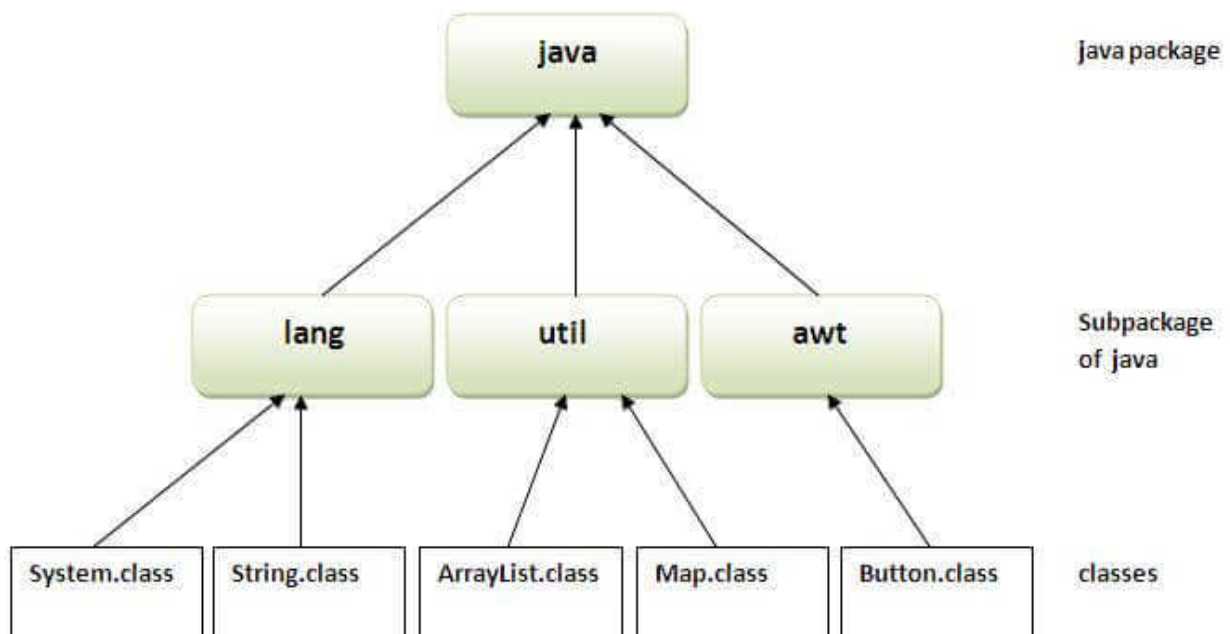 java
java package
lang
util
awt
Subpackage
of java
System.class
String.class
ArrayList.class
Map.class
Button.class
classes